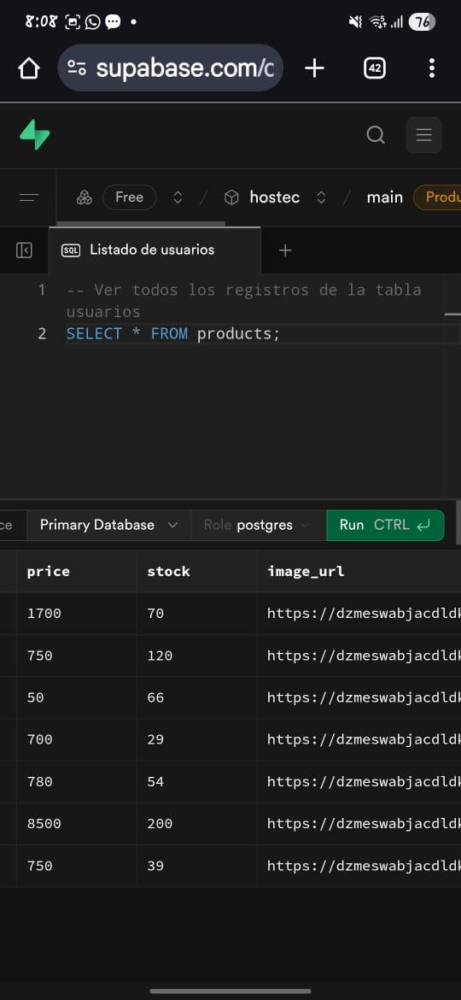 8:08
76
supabase.com/c
42
Free
/
hostec
/
main
Produ
SQL Listado de usuarios
1 -- Ver todos los registros de la tabla
usuarios
2 SELECT * FROM products;
ce
Primary Database
Role postgres
Run CTRL
price stock image_url
1700 70 https://dzmeswabjacdldk
750 120 https://dzmeswabjacdldk
50 66 https://dzmeswabjacdldk
700 29 https://dzmeswabjacdldk
780 54 https://dzmeswabjacdldk
8500 200 https://dzmeswabjacdldk
750 39 https://dzmeswabjacdldk